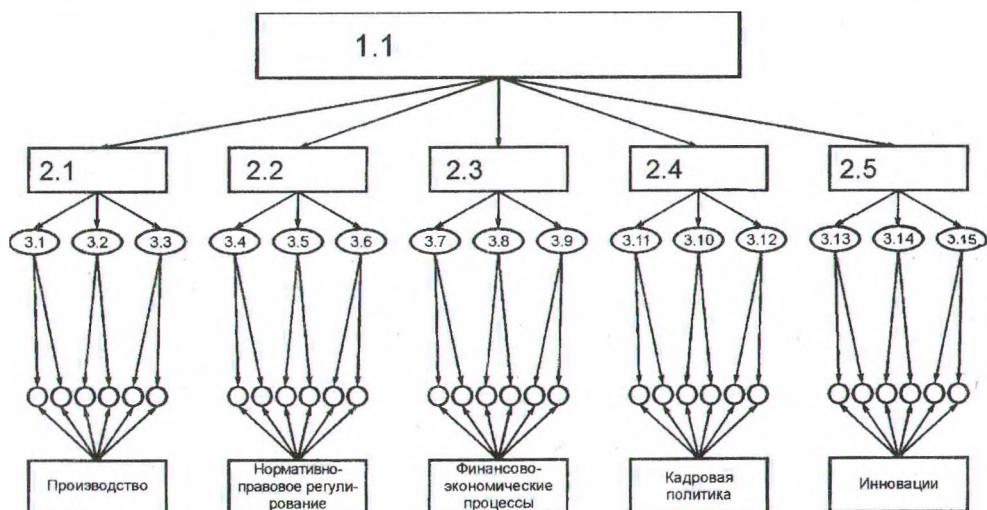 1.1
2.1
2.2
2.3
2.4
2.5
3.1
3.2
3.3
3.4
3.5
3.6
3.7
3.8
3.9
3.11
3.10
3.12
3.13
3.14
3.15
Производство
Нормативно-
правовое регули-
рование
Финансово-
экономические
процессы
Кадровая
политика
Инновации